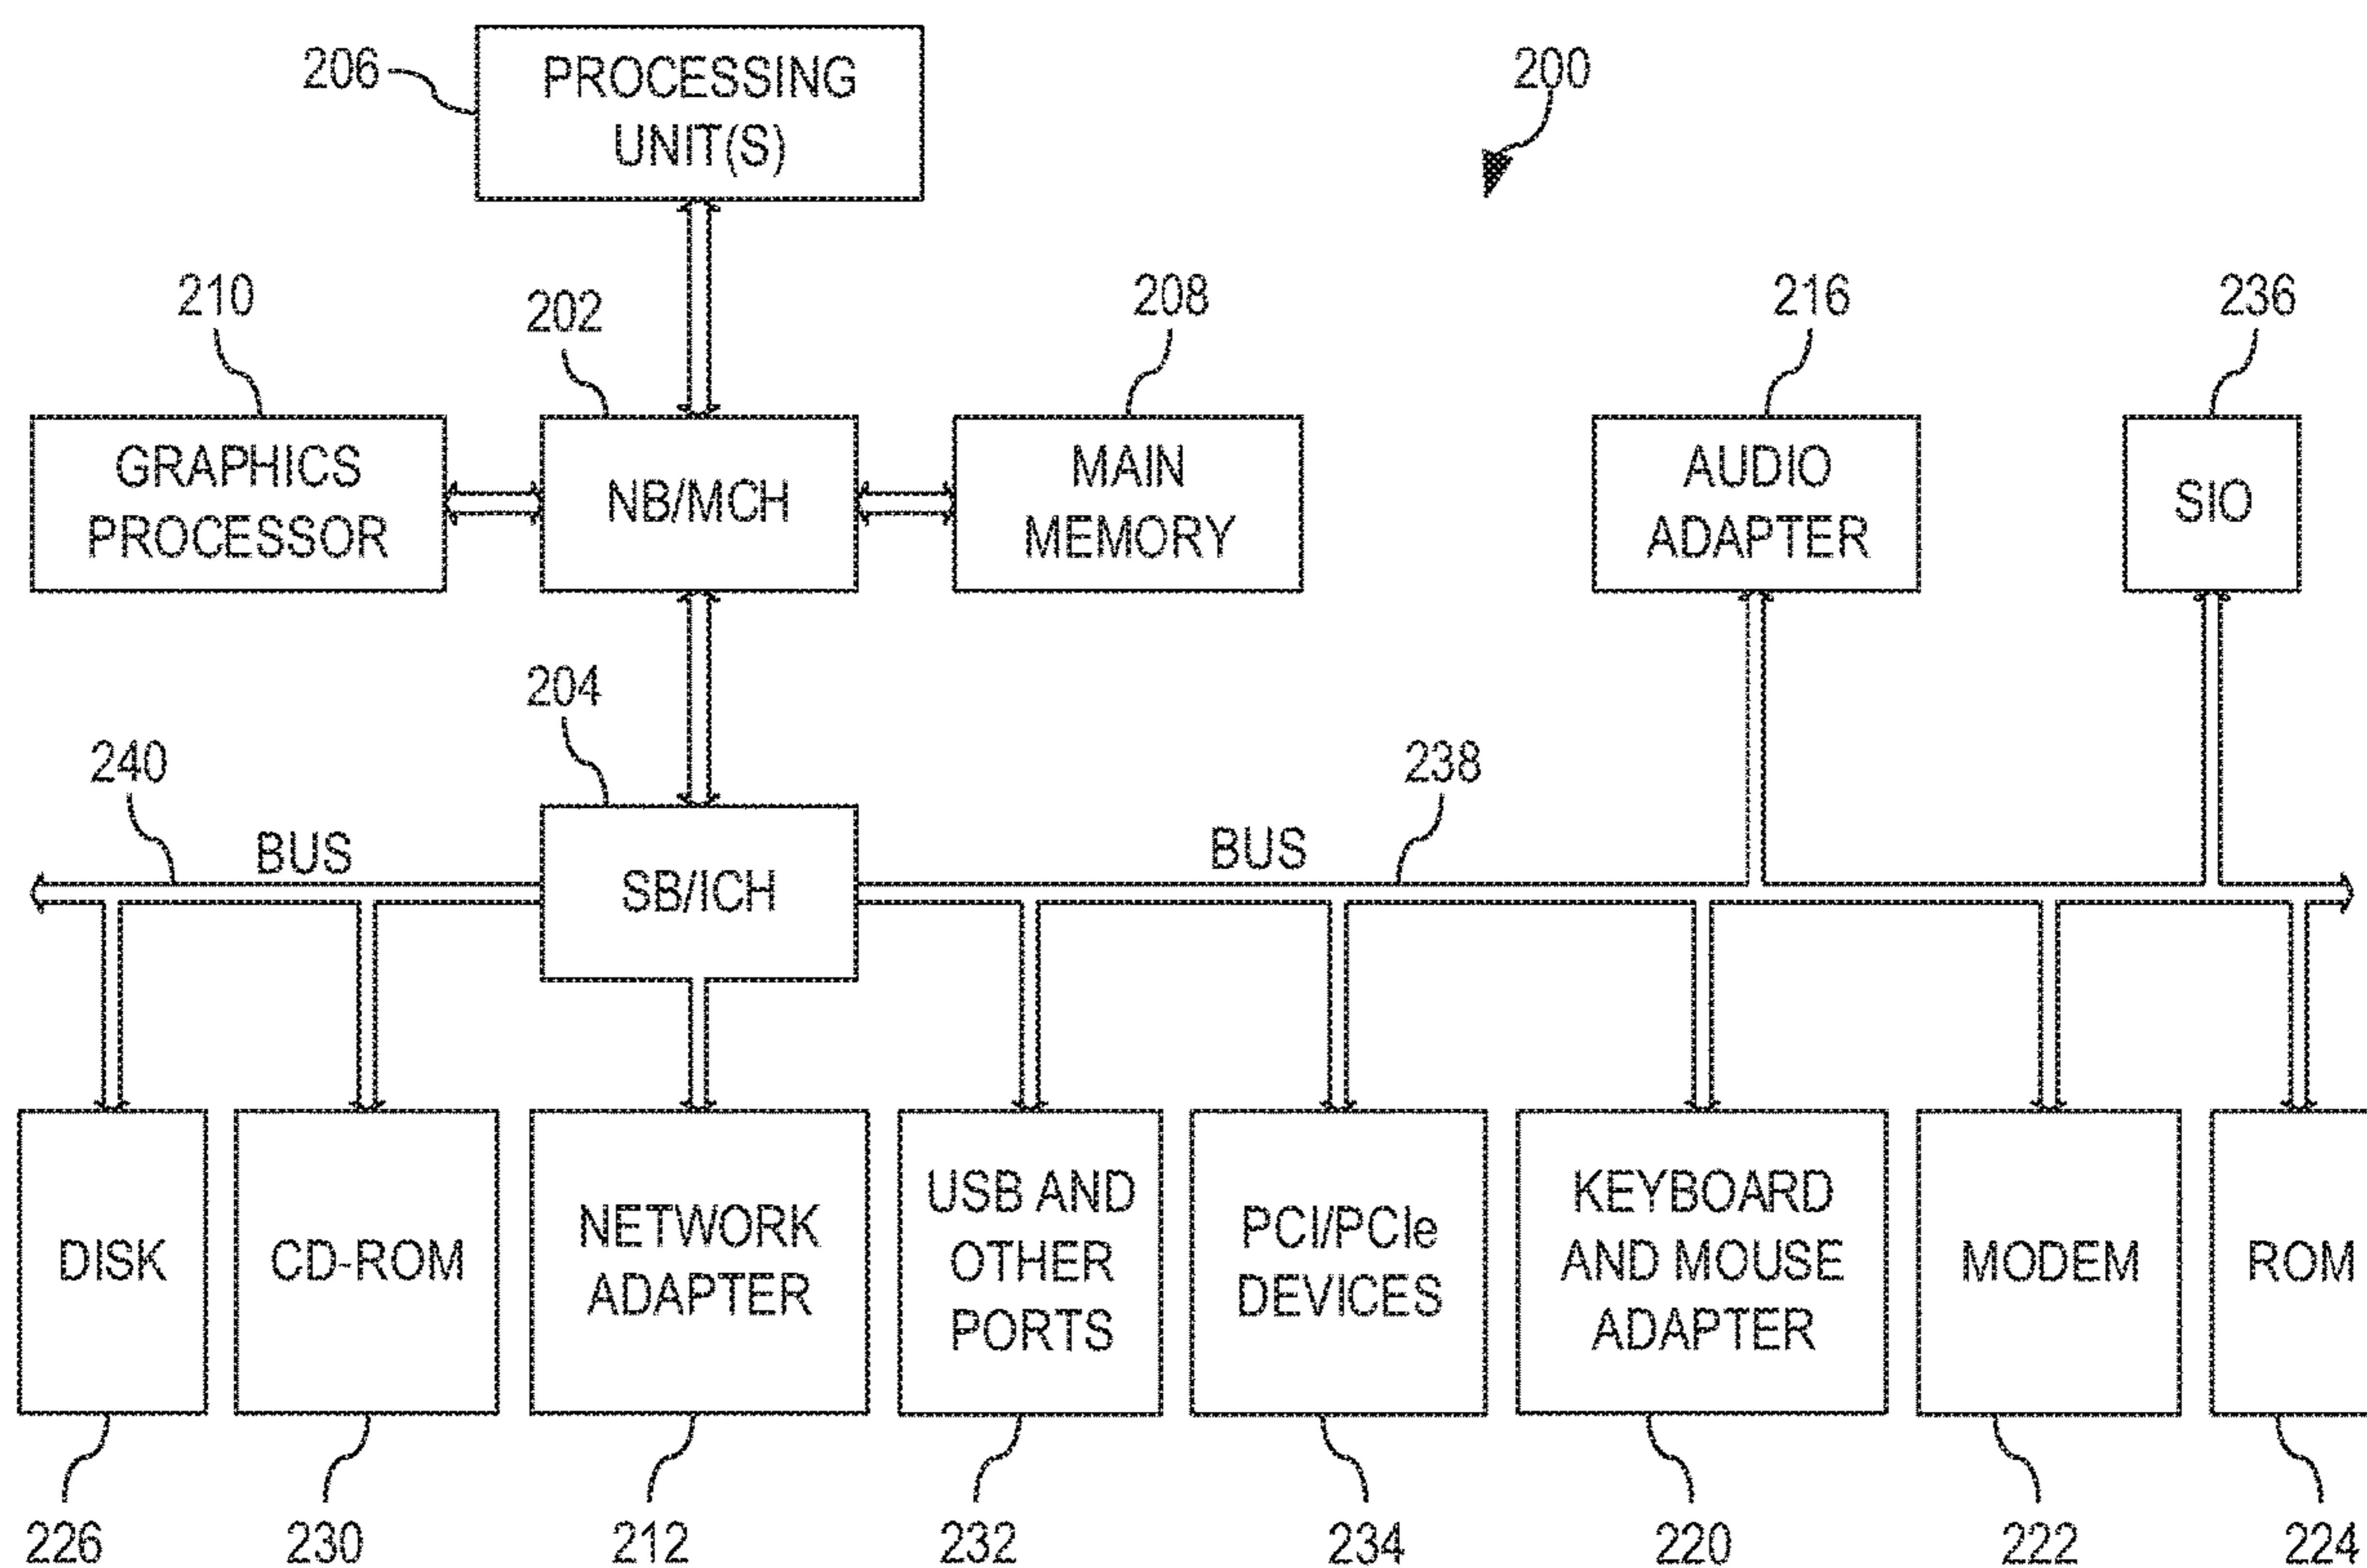 206
PROCESSING
UNIT(S)
200
210
202
208
216
236
GRAPHICS
PROCESSOR
NB/MCH
MAIN
MEMORY
AUDIO
ADAPTER
SIO
204
240
BUS
238
BUS
SB/ICH
DISK
CD-ROM
NETWORK
ADAPTER
USB AND
OTHER
PORTS
PCI/PCIe
DEVICES
KEYBOARD
AND MOUSE
ADAPTER
MODEM
ROM
226
230
212
232
234
220
222
224